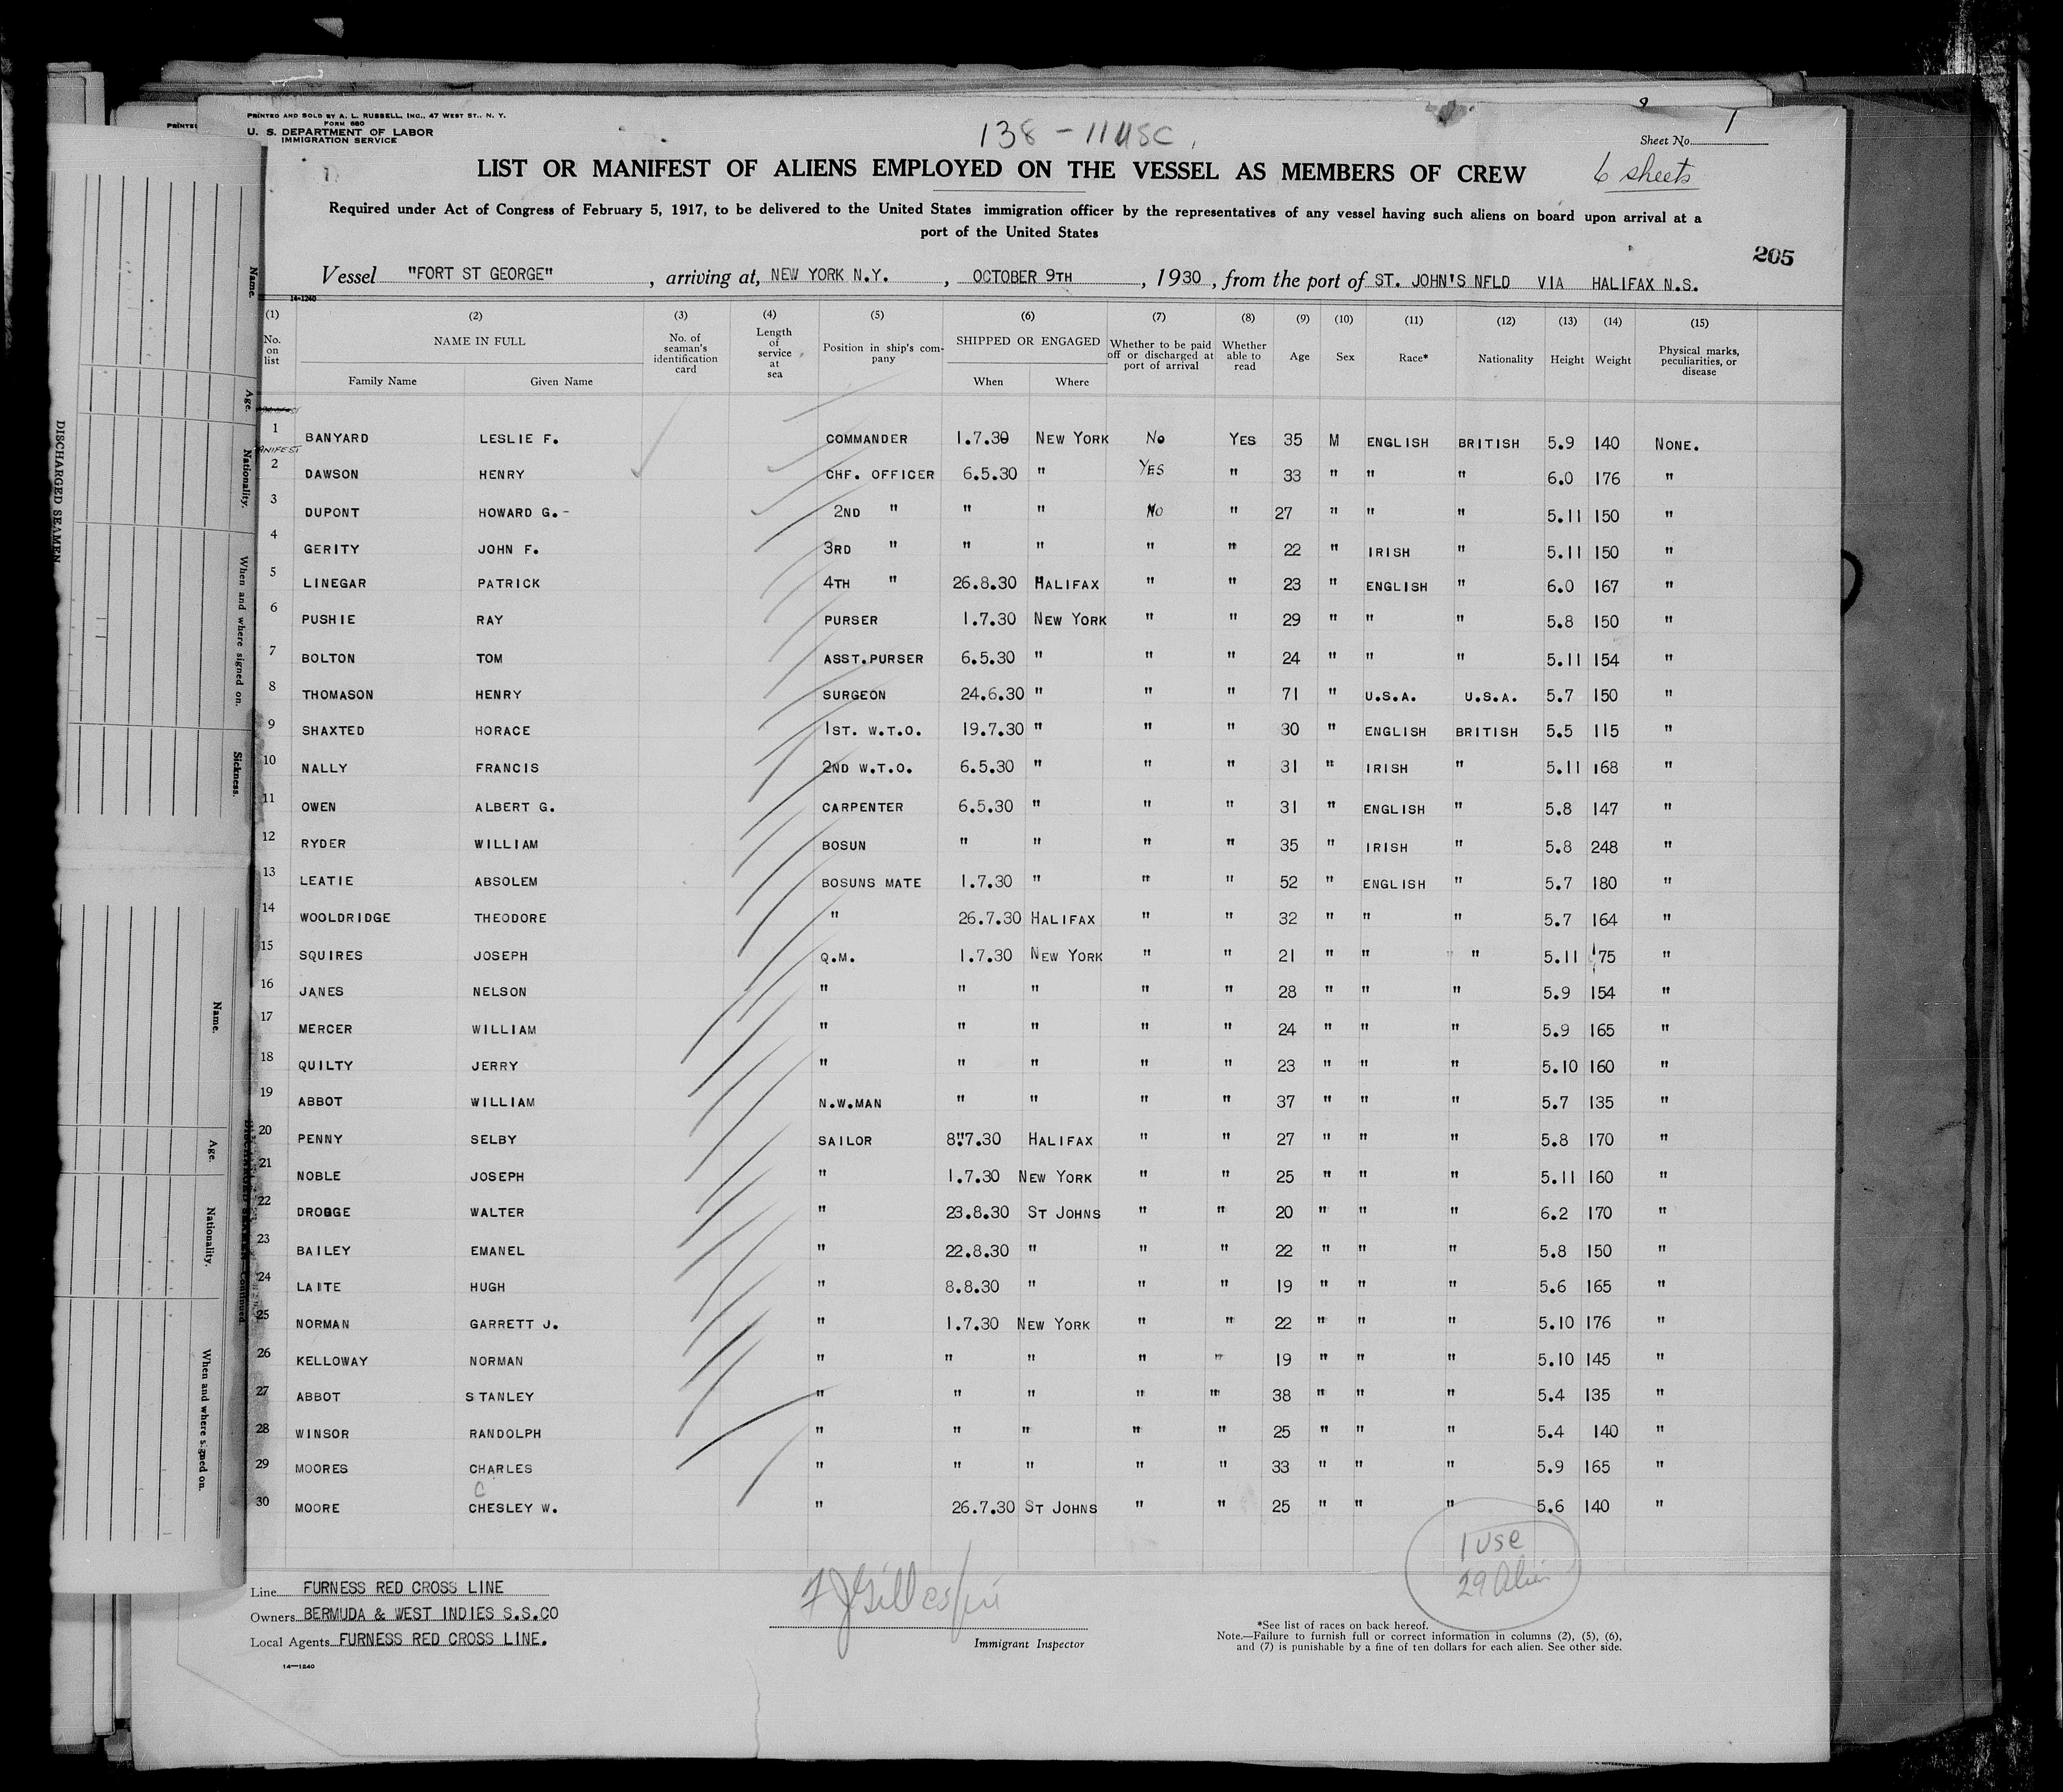 PRINTED AND SOLD BY A. L. RUSSELL, INC., 47 WEST ST., N. Y.
FORM 680
U. S. DEPARTMENT OF LABOR
IMMIGRATION SERVICE
138 - 11 USC
Sheet No. 1
6 sheets
LIST OR MANIFEST OF ALIENS EMPLOYED ON THE VESSEL AS MEMBERS OF CREW
Required under Act of Congress of February 5, 1917, to be delivered to the United States immigration officer by the representatives of any vessel having such aliens on board upon arrival at a
port of the United States
205
Vessel "FORT ST GEORGE" , arriving at, NEW YORK N.Y. , OCTOBER 9TH , 1930 , from the port of ST. JOHN'S NFLD VIA HALIFAX N.S.
14-1240
(1) (2) (3) (4) (5) (6) (7) (8) (9) (10) (11) (12) (13) (14) (15)
No. on list NAME IN FULL Family Name Given Name No. of seaman's identification card Length of service at sea Position in ship's company SHIPPED OR ENGAGED When Where Whether to be paid off or discharged at port of arrival Whether able to read Age Sex Race* Nationality Height Weight Physical marks, peculiarities, or disease
1 BANYARD LESLIE F. COMMANDER 1.7.30 NEW YORK No YES 35 M ENGLISH BRITISH 5.9 140 NONE.
2 DAWSON HENRY CHF. OFFICER 6.5.30 " YES " 33 " " " 6.0 176 "
3 DUPONT HOWARD G.- 2ND " " " No " 27 " " " 5.11 150 "
4 GERITY JOHN F. 3RD " " " " " 22 " IRISH " 5.11 150 "
5 LINEGAR PATRICK 4TH " 26.8.30 HALIFAX " " 23 " ENGLISH " 6.0 167 "
6 PUSHIE RAY PURSER 1.7.30 NEW YORK " " 29 " " " 5.8 150 "
7 BOLTON TOM ASST.PURSER 6.5.30 " " " 24 " " " 5.11 154 "
8 THOMASON HENRY SURGEON 24.6.30 " " " 71 " U.S.A. U.S.A. 5.7 150 "
9 SHAXTED HORACE 1ST. W.T.O. 19.7.30 " " " 30 " ENGLISH BRITISH 5.5 115 "
10 NALLY FRANCIS 2ND W.T.O. 6.5.30 " " " 31 " IRISH " 5.11 168 "
11 OWEN ALBERT G. CARPENTER 6.5.30 " " " 31 " ENGLISH " 5.8 147 "
12 RYDER WILLIAM BOSUN " " " " 35 " IRISH " 5.8 248 "
13 LEATIE ABSOLEM BOSUNS MATE 1.7.30 " " " 52 " ENGLISH " 5.7 180 "
14 WOOLDRIDGE THEODORE " 26.7.30 HALIFAX " " 32 " " " 5.7 164 "
15 SQUIRES JOSEPH Q.M. 1.7.30 NEW YORK " " 21 " " " 5.11 175 "
16 JANES NELSON " " " " " 28 " " " 5.9 154 "
17 MERCER WILLIAM " " " " " 24 " " " 5.9 165 "
18 QUILTY JERRY " " " " " 23 " " " 5.10 160 "
19 ABBOT WILLIAM N.W.MAN " " " " 37 " " " 5.7 135 "
20 PENNY SELBY SAILOR 8.7.30 HALIFAX " " 27 " " " 5.8 170 "
21 NOBLE JOSEPH " 1.7.30 NEW YORK " " 25 " " " 5.11 160 "
22 DROGGE WALTER " 23.8.30 ST JOHNS " " 20 " " " 6.2 170 "
23 BAILEY EMANEL " 22.8.30 " " " 22 " " " 5.8 150 "
24 LAITE HUGH " 8.8.30 " " " 19 " " " 5.6 165 "
25 NORMAN GARRETT J. " 1.7.30 NEW YORK " " 22 " " " 5.10 176 "
26 KELLOWAY NORMAN " " " " " 19 " " " 5.10 145 "
27 ABBOT STANLEY " " " " " 38 " " " 5.4 135 "
28 WINSOR RANDOLPH " " " " " 25 " " " 5.4 140 "
29 MOORES CHARLES " " " " " 33 " " " 5.9 165 "
30 MOORE CHESLEY W. " 26.7.30 ST JOHNS " " 25 " " " 5.6 140 "
1 USC
29 Alien
Line FURNESS RED CROSS LINE
Owners BERMUDA & WEST INDIES S.S.CO
Local Agents FURNESS RED CROSS LINE.
14-1240
F J Gillespie
Immigrant Inspector
*See list of races on back hereof.
Note.—Failure to furnish full or correct information in columns (2), (5), (6),
and (7) is punishable by a fine of ten dollars for each alien. See other side.
DISCHARGED SEAMEN
Name.
Age.
Nationality.
When and where signed on.
Sickness.
Name.
Age.
Nationality.
When and where signed on.